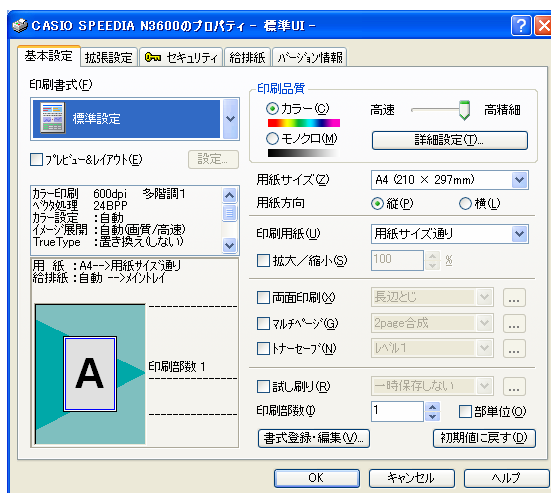 CASIO SPEEDIA N3600のプロパティ - 標準UI -
基本設定 拡張設定 セキュリティ 給排紙 バージョン情報
印刷書式(F)
標準設定
プレビュー&レイアウト(E) 設定...
カラー印刷 600dpi 多階調1
ベクタ処理 24BPP
カラー設定 :自動
イメージ展開 :自動(画質/高速)
TrueType :置き換え(しない)
用 紙 :A4-->用紙サイズ通り
給排紙:自動 -->メイントレイ
A
印刷部数 1
印刷品質
カラー(C) 高速 高精細
モノクロ(M) 詳細設定(T)...
用紙サイズ(Z) A4 (210 × 297mm)
用紙方向 縦(P) 横(L)
印刷用紙(U) 用紙サイズ通り
拡大/縮小(S) 100 %
両面印刷(X) 長辺とじ ...
マルチページ(G) 2page合成 ...
トナーセーブ(N) レベル1 ...
試し刷り(R) 一時保存しない ...
印刷部数(I) 1 部単位(O)
書式登録・編集(V)... 初期値に戻す(D)
OK キャンセル ヘルプ